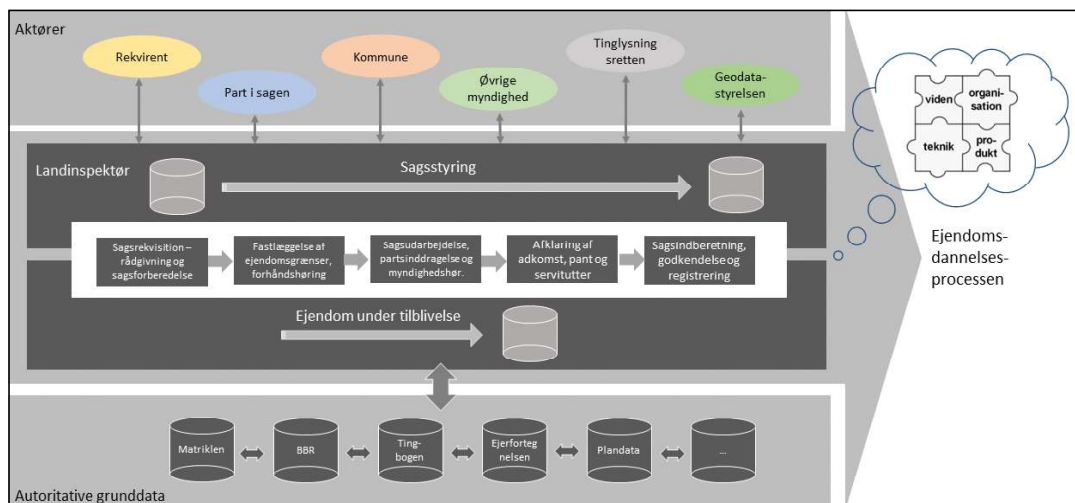 Aktører
Rekvirent
Part i sagen
Kommune
Øvrige
myndighed
Tinglysning
sretten
Geodata-
styrelsen
viden
organi-
sation
teknik
pro-
dukt
Ejendoms-
dannelses-
processen
Landinspektør
Sagsstyring
Sagsrekvisition –
rådgivning og
sagsforberedelse
Fastlæggelse af
ejendomsgrænser,
forhåndshøring
Sagsudarbejdelse,
partsinddragelse og
myndighedshør.
Afklaring af
adkomst, pant og
servitutter
Sagsindberetning,
godkendelse og
registrering
Ejendom under tilblivelse
Matriklen
BBR
Ting-
bogen
Ejerforteg
nelsen
Plandata
...
Autoritative grunddata